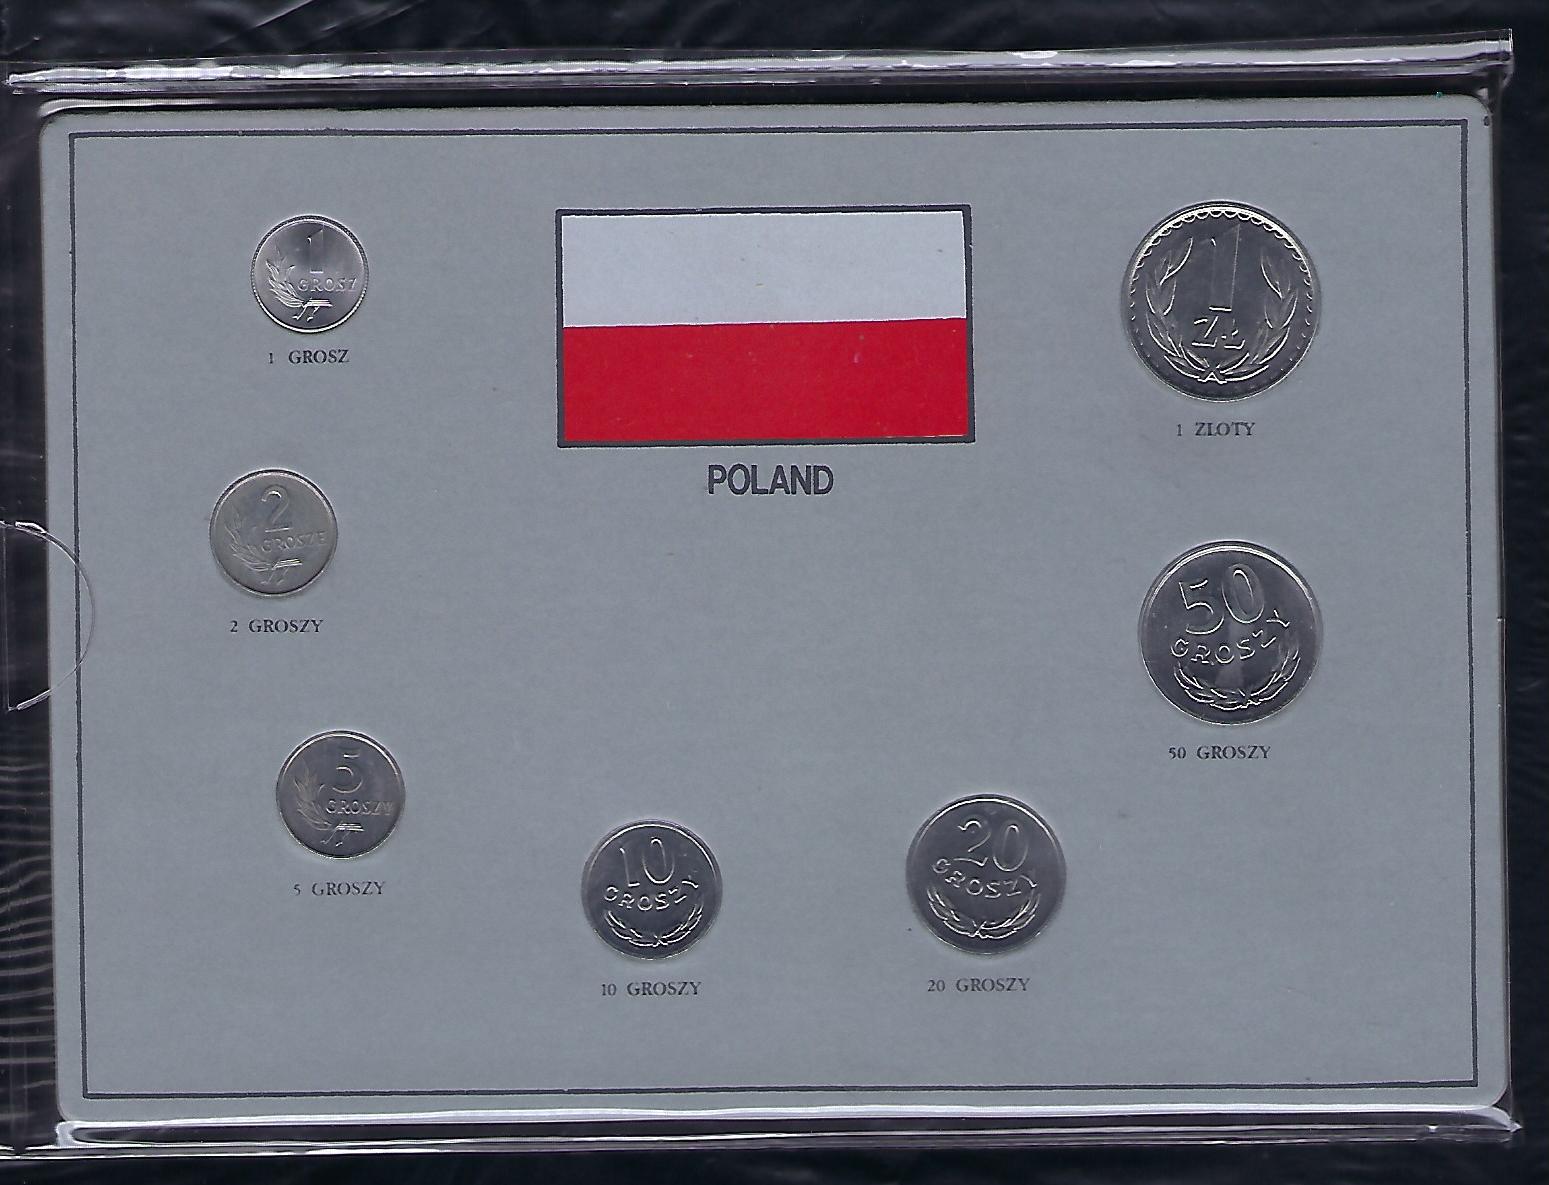 1
GROSZ
1 GROSZ
POLAND
1
ZŁ
1 ZLOTY
2
GROSZE
2 GROSZY
50
GROSZY
50 GROSZY
5
GROSZY
5 GROSZY
10
GROSZY
10 GROSZY
20
GROSZY
20 GROSZY